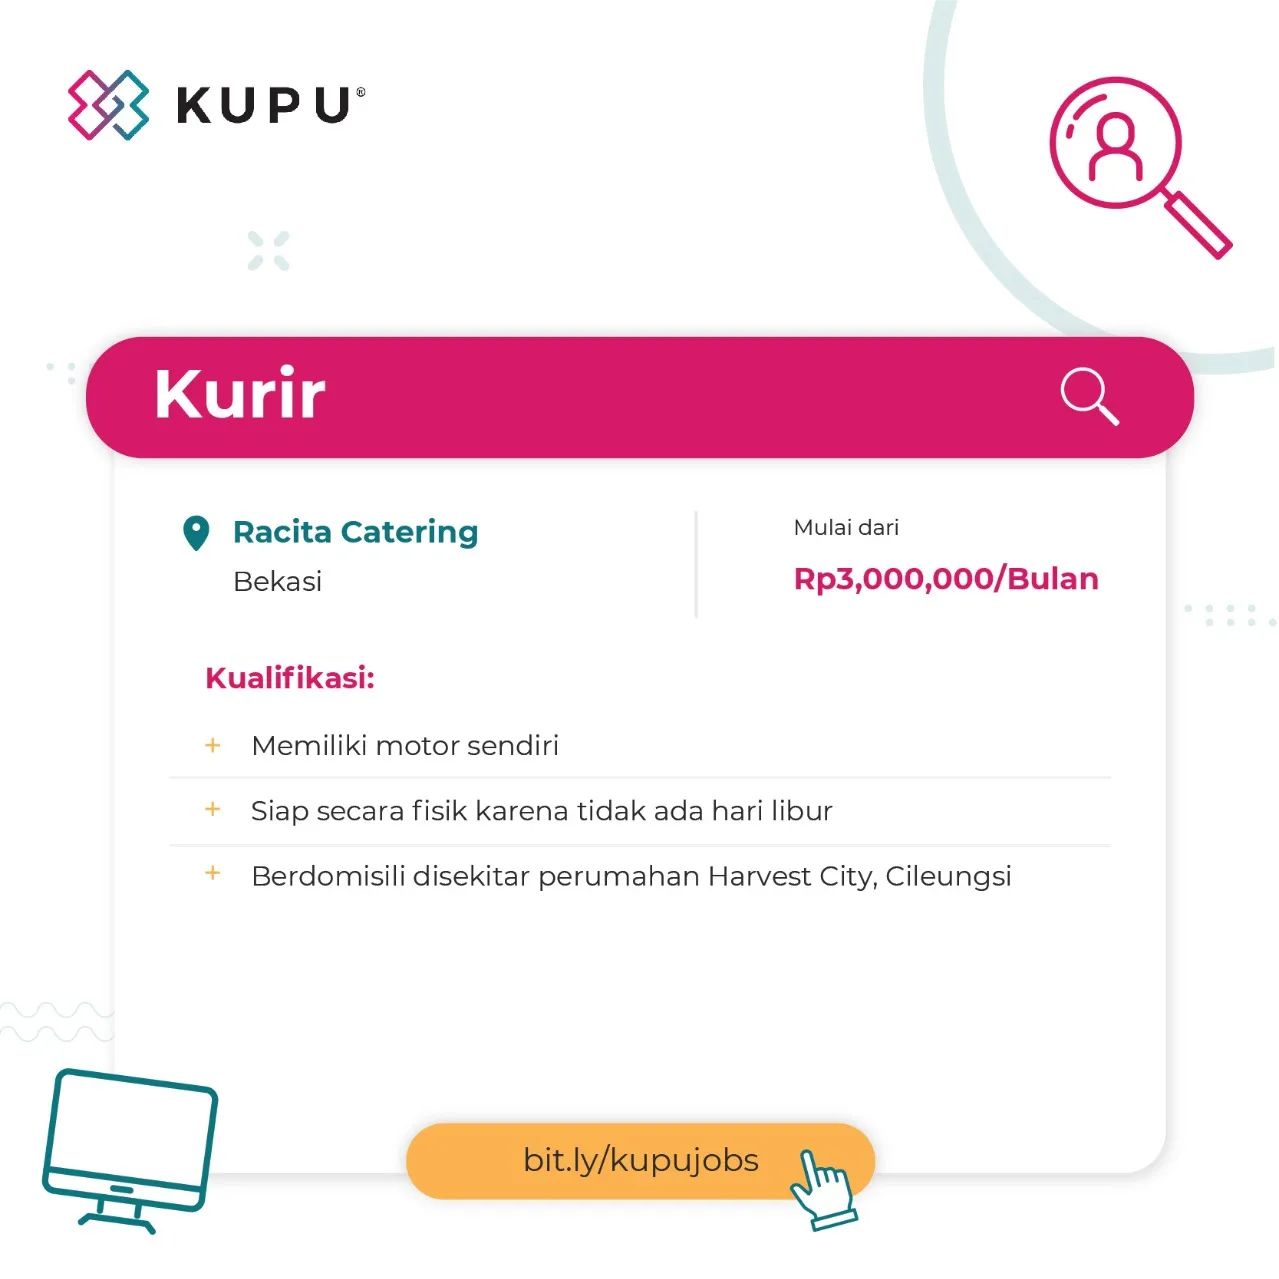 KUPU®
Kurir
Racita Catering
Bekasi
Mulai dari
Rp3,000,000/Bulan
Kualifikasi:
+ Memiliki motor sendiri
+ Siap secara fisik karena tidak ada hari libur
+ Berdomisili disekitar perumahan Harvest City, Cileungsi
bit.ly/kupujobs